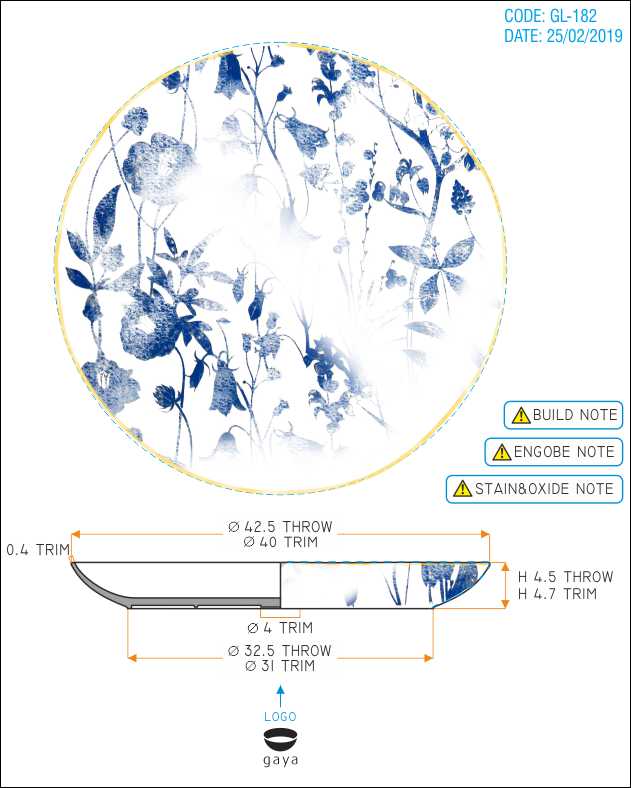 CODE: GL-182
DATE: 25/02/2019
BUILD NOTE
ENGOBE NOTE
STAIN&OXIDE NOTE
Ø 42.5 THROW
Ø 40 TRIM
0.4 TRIM
H 4.5 THROW
H 4.7 TRIM
Ø 4 TRIM
Ø 32.5 THROW
Ø 31 TRIM
LOGO
gaya